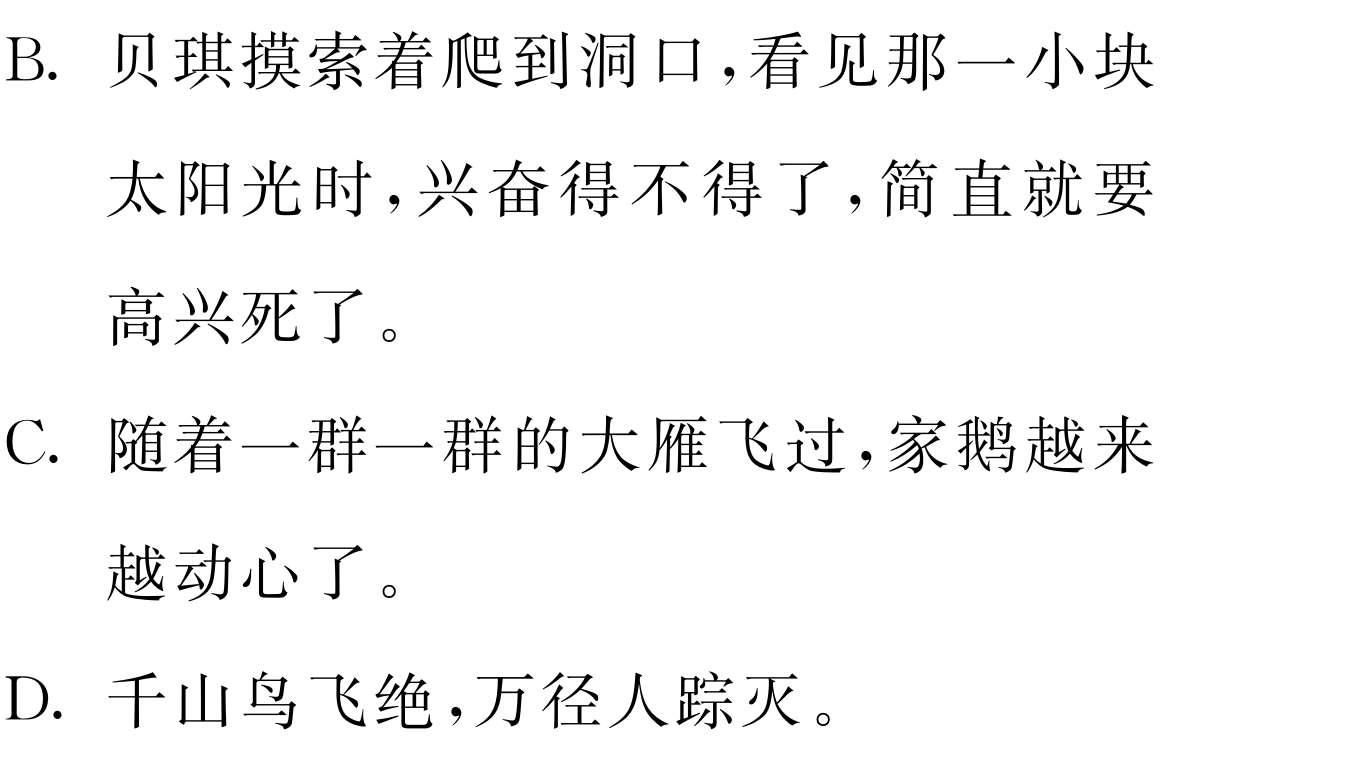 B. 贝琪摸索着爬到洞口,看见那一小块
太阳光时,兴奋得不得了,简直就要
高兴死了。
C. 随着一群一群的大雁飞过,家鹅越来
越动心了。
D. 千山鸟飞绝,万径人踪灭。